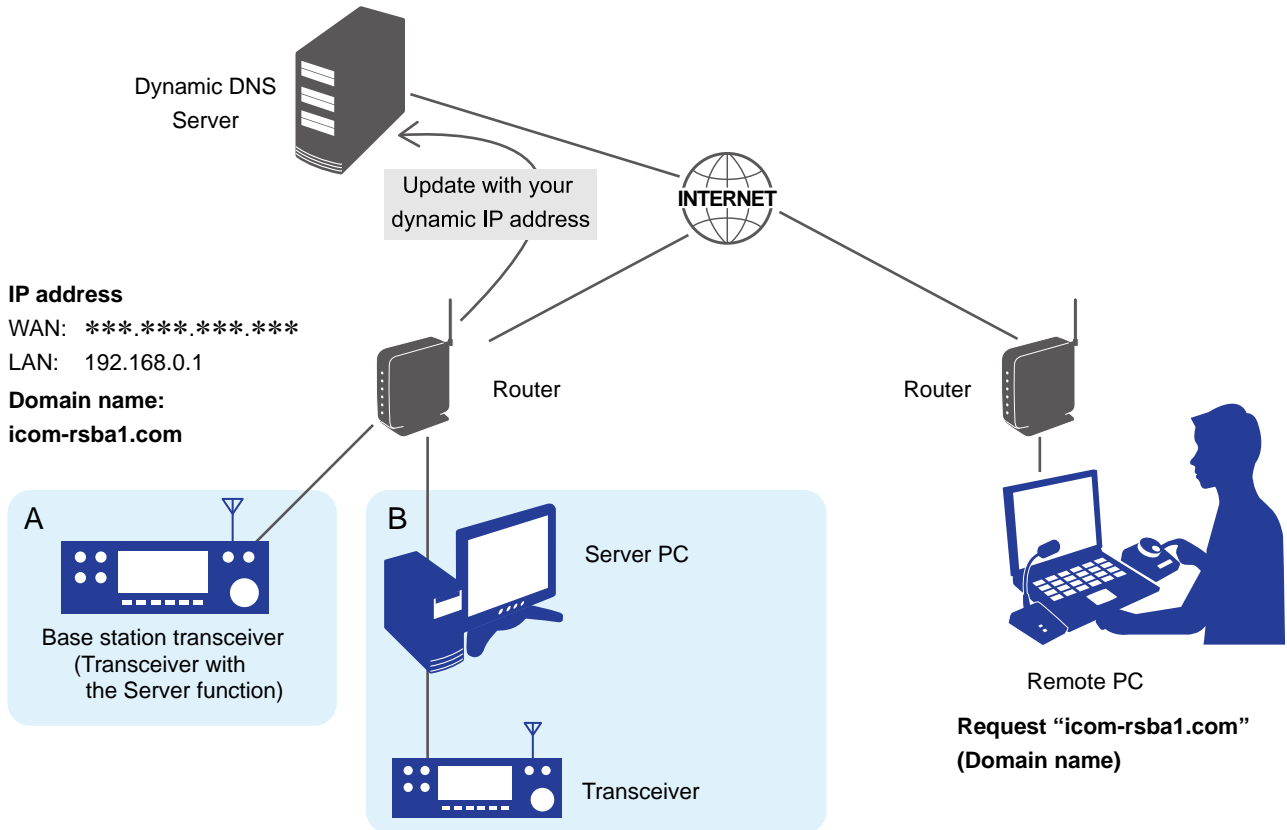 Dynamic DNS
Server
Update with your
dynamic IP address
INTERNET
IP address
WAN: ***.***.***.***
LAN: 192.168.0.1
Domain name:
icom-rsba1.com
Router
Router
A
Base station transceiver
(Transceiver with
the Server function)
B
Server PC
Transceiver
Remote PC
Request “icom-rsba1.com”
(Domain name)